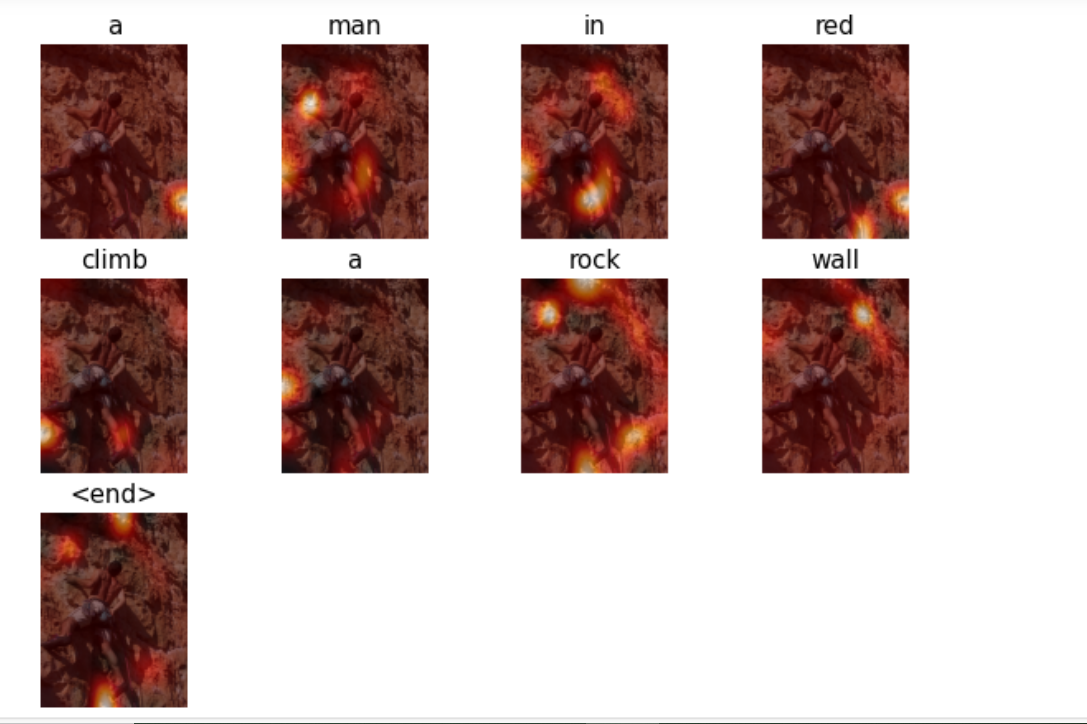 a man in red
climb a rock wall
<end>